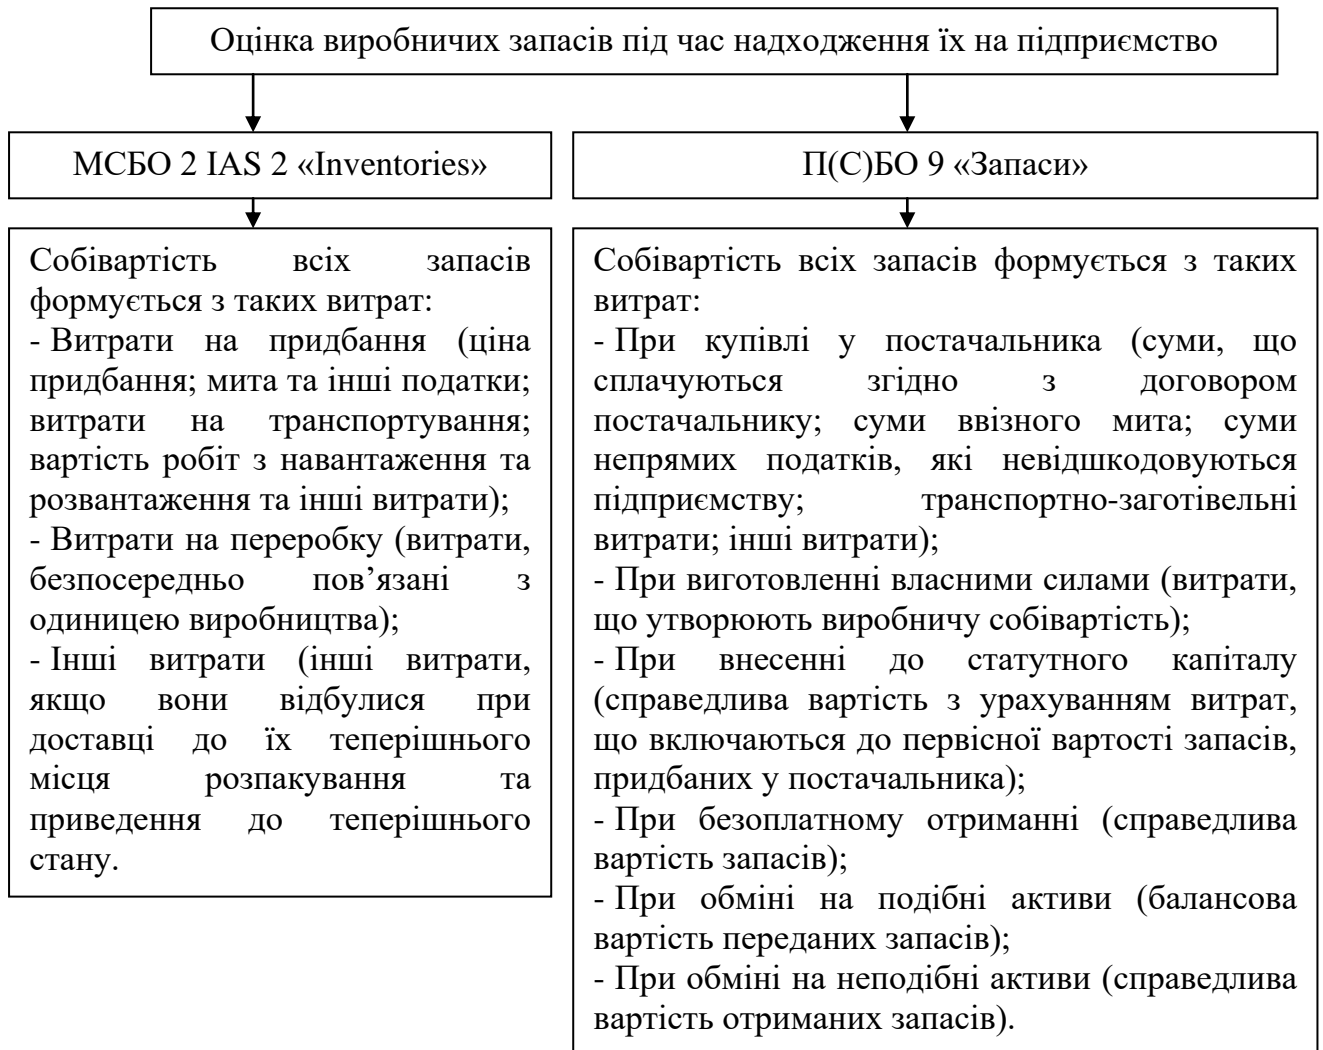 Оцінка виробничих запасів під час надходження їх на підприємство
МСБО 2 IAS 2 «Inventories»
Собівартість всіх запасів
формується з таких витрат:
- Витрати на придбання (ціна
придбання; мита та інші податки;
витрати на транспортування;
вартість робіт з навантаження та
розвантаження та інші витрати);
- Витрати на переробку (витрати,
безпосередньо пов’язані з
одиницею виробництва);
- Інші витрати (інші витрати,
якщо вони відбулися при
доставці до їх теперішнього
місця розпакування та
приведення до теперішнього
стану.
П(С)БО 9 «Запаси»
Собівартість всіх запасів формується з таких
витрат:
- При купівлі у постачальника (суми, що
сплачуються згідно з договором
постачальнику; суми ввізного мита; суми
непрямих податків, які невідшкодовуються
підприємству; транспортно-заготівельні
витрати; інші витрати);
- При виготовленні власними силами (витрати,
що утворюють виробничу собівартість);
- При внесенні до статутного капіталу
(справедлива вартість з урахуванням витрат,
що включаються до первісної вартості запасів,
придбаних у постачальника);
- При безоплатному отриманні (справедлива
вартість запасів);
- При обміні на подібні активи (балансова
вартість переданих запасів);
- При обміні на неподібні активи (справедлива
вартість отриманих запасів).